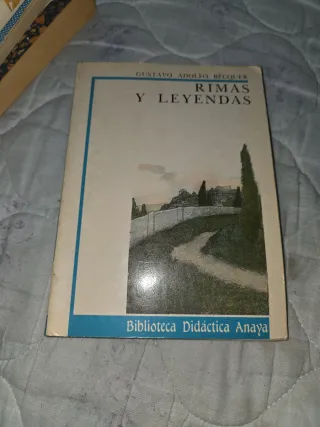 GUSTAVO ADOLFO BÉCQUER
RIMAS
Y LEYENDAS
Biblioteca Didáctica Anaya